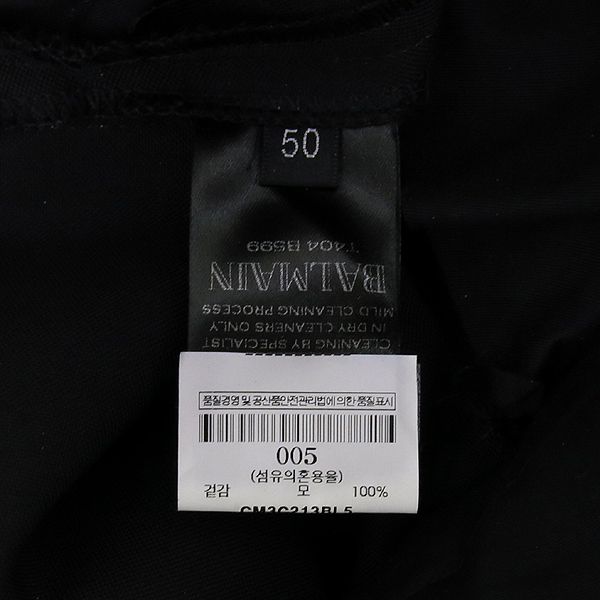 50
T404 B599
BALMAIN
MILD CLEANING PROCESS
IN DRY CLEANERS ONLY
CLEANING BY SPECIALIST
품질경영 및 공산품안전관리법에 의한 품질표시
005
(섬유의혼용율)
겉감 모 100%